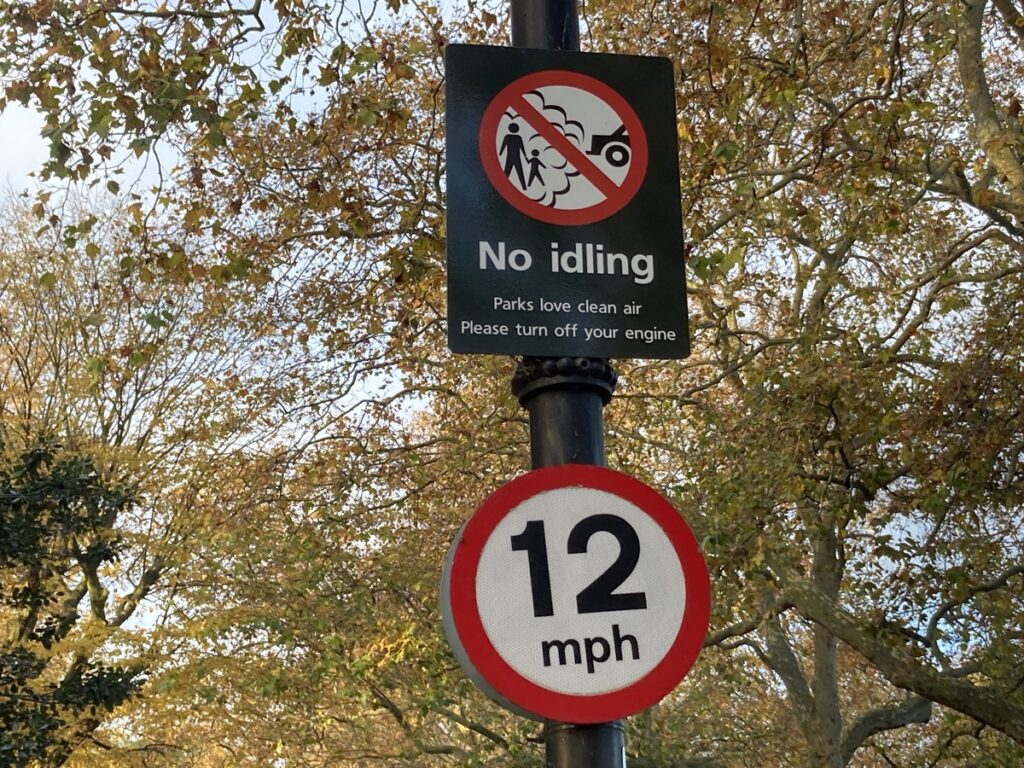 No idling
Parks love clean air
Please turn off your engine
12
mph